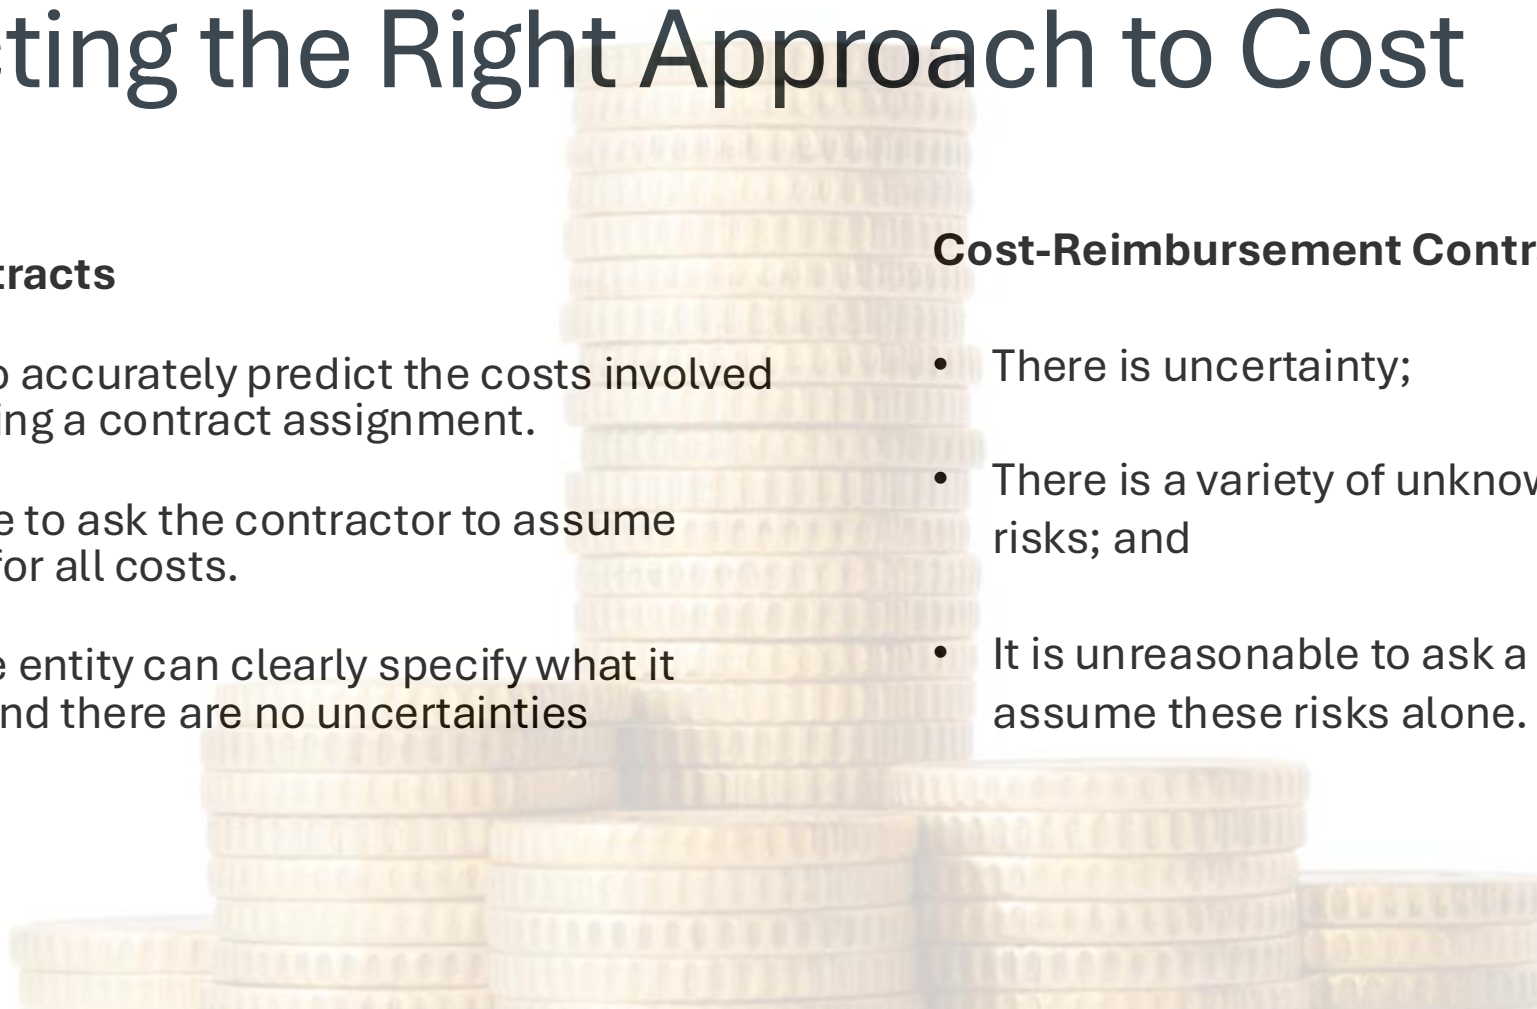 ting the Right Approach to Cost
tracts
accurately predict the costs involved
ing a contract assignment.
e to ask the contractor to assume
for all costs.
e entity can clearly specify what it
nd there are no uncertainties
Cost-Reimbursement Contr
• There is uncertainty;
• There is a variety of unknow
risks; and
• It is unreasonable to ask a
assume these risks alone.